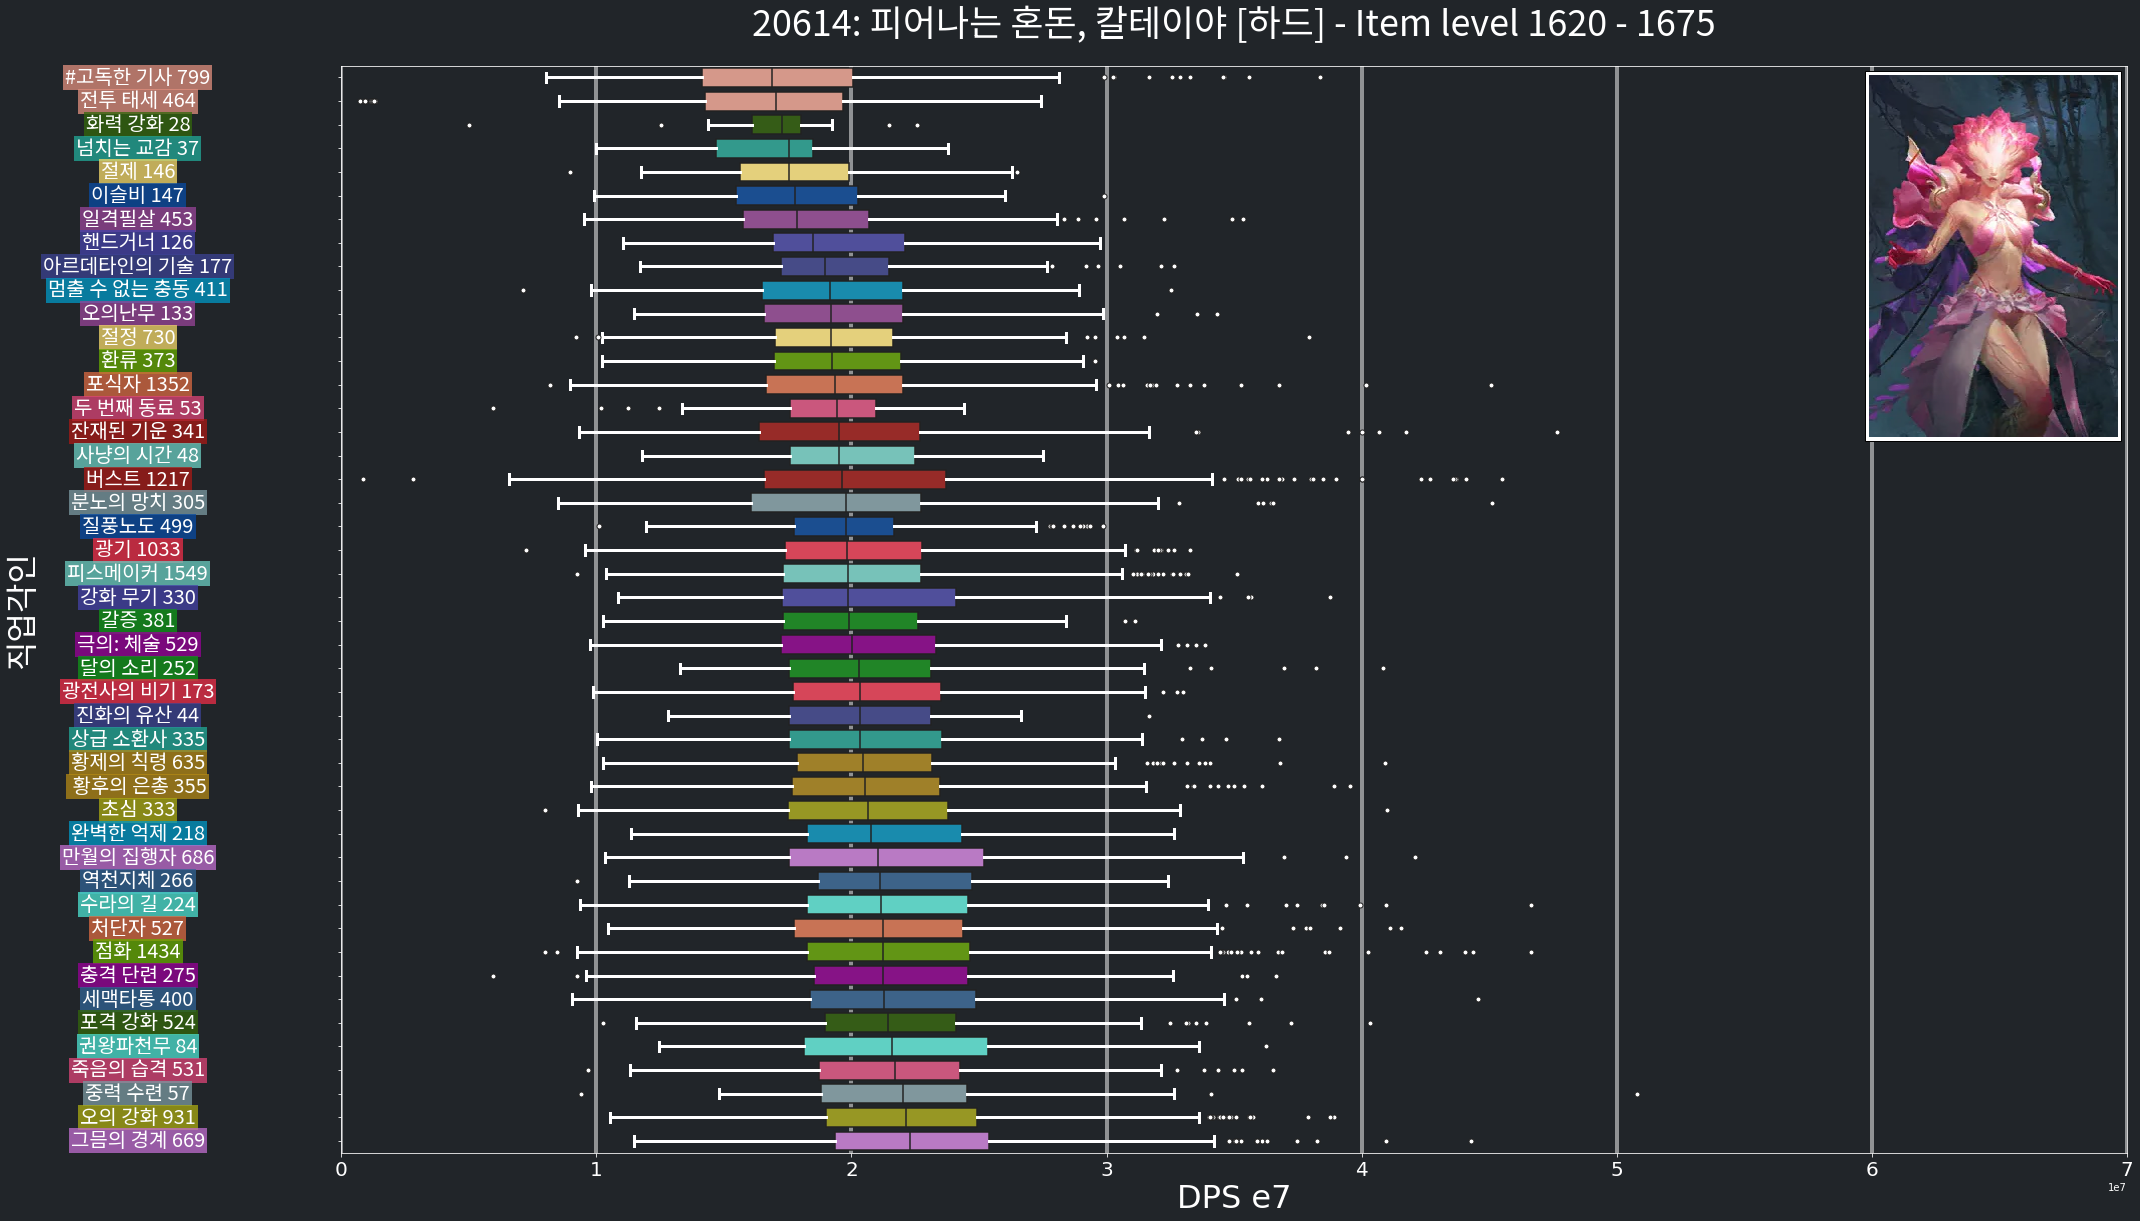 20614: 피어나는 혼돈, 칼테이야 [하드] - Item level 1620 - 1675
직업각인
#고독한 기사 799
전투 태세 464
화력 강화 28
넘치는 교감 37
절제 146
이슬비 147
일격필살 453
핸드거너 126
아르데타인의 기술 177
멈출 수 없는 충동 411
오의난무 133
절정 730
환류 373
포식자 1352
두 번째 동료 53
잔재된 기운 341
사냥의 시간 48
버스트 1217
분노의 망치 305
질풍노도 499
광기 1033
피스메이커 1549
강화 무기 330
갈증 381
극의: 체술 529
달의 소리 252
광전사의 비기 173
진화의 유산 44
상급 소환사 335
황제의 칙령 635
황후의 은총 355
초심 333
완벽한 억제 218
만월의 집행자 686
역천지체 266
수라의 길 224
처단자 527
점화 1434
충격 단련 275
세맥타통 400
포격 강화 524
권왕파천무 84
죽음의 습격 531
중력 수련 57
오의 강화 931
그믐의 경계 669
0 1 2 3 4 5 6 7
1e7
DPS e7